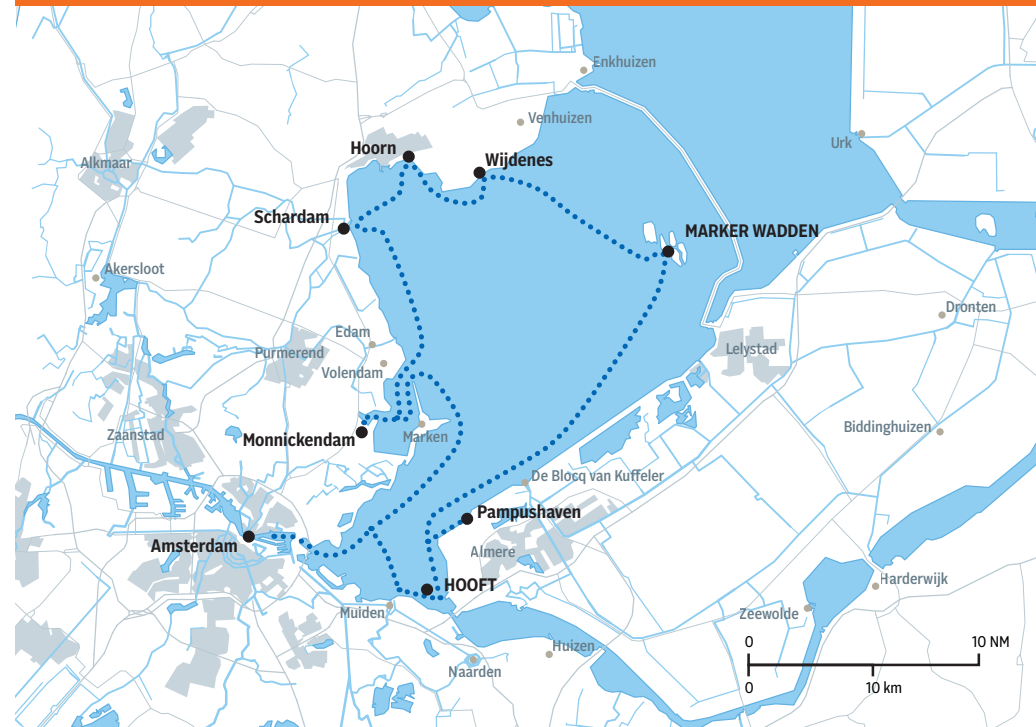 Enkhuizen
Venhuizen
Urk
Hoorn
Wijdenes
Alkmaar
Schardam
MARKER WADDEN
Akersloot
Dronten
Edam
Purmerend
Lelystad
Volendam
Biddinghuizen
Zaanstad
Monnickendam
Marken
De Blocq van Kuffeler
Pampushaven
Amsterdam
Almere
HOOFT
Harderwijk
Muiden
Zeewolde
Huizen
Naarden
0 10 NM
0 10 km